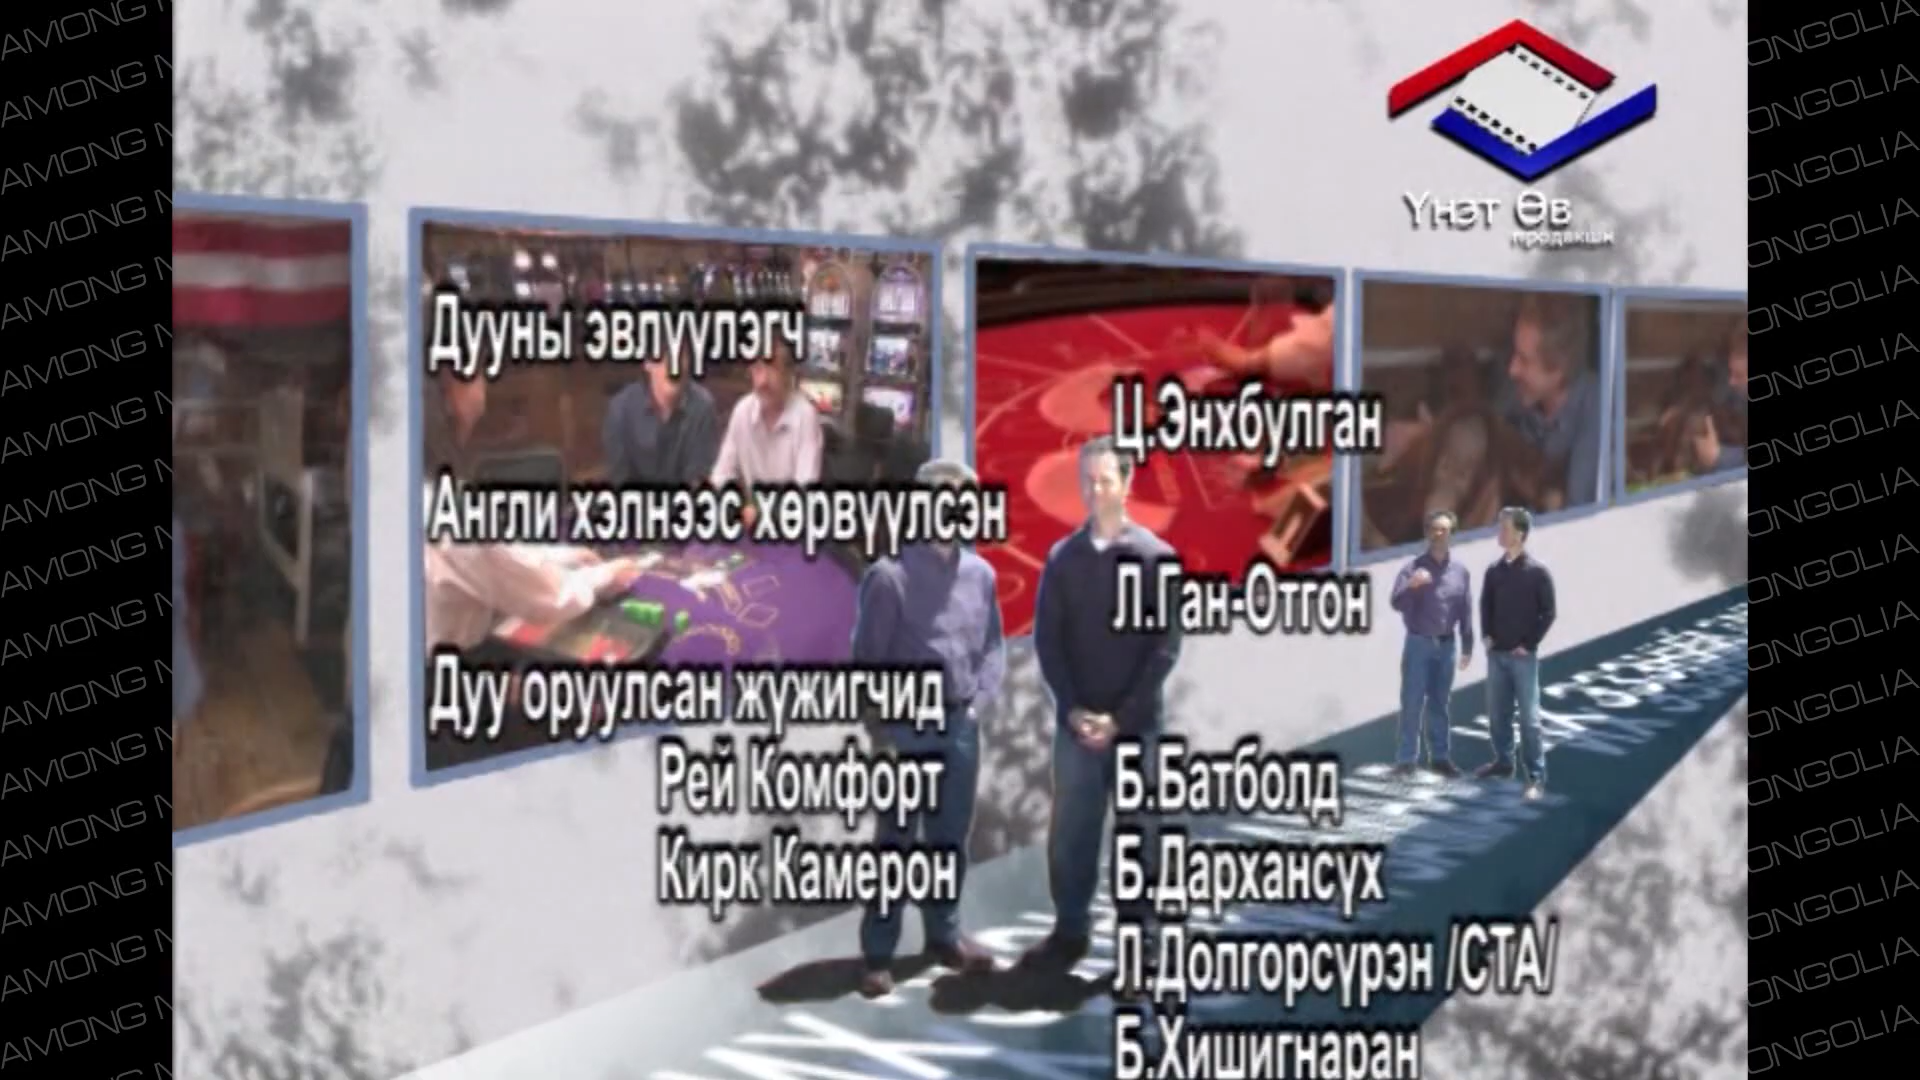 Үнэт Өв
продакшн
Дууны эвлүүлэгч
Ц.Энхбулган
Англи хэлнээс хөрвүүлсэн
Л.Ган-Отгон
Дуу оруулсан жүжигчид
Рей Комфорт
Б.Батболд
Кирк Камерон
Б.Дархансүх
Л.Долгорсүрэн /СТА/
Б.Хишигнаран